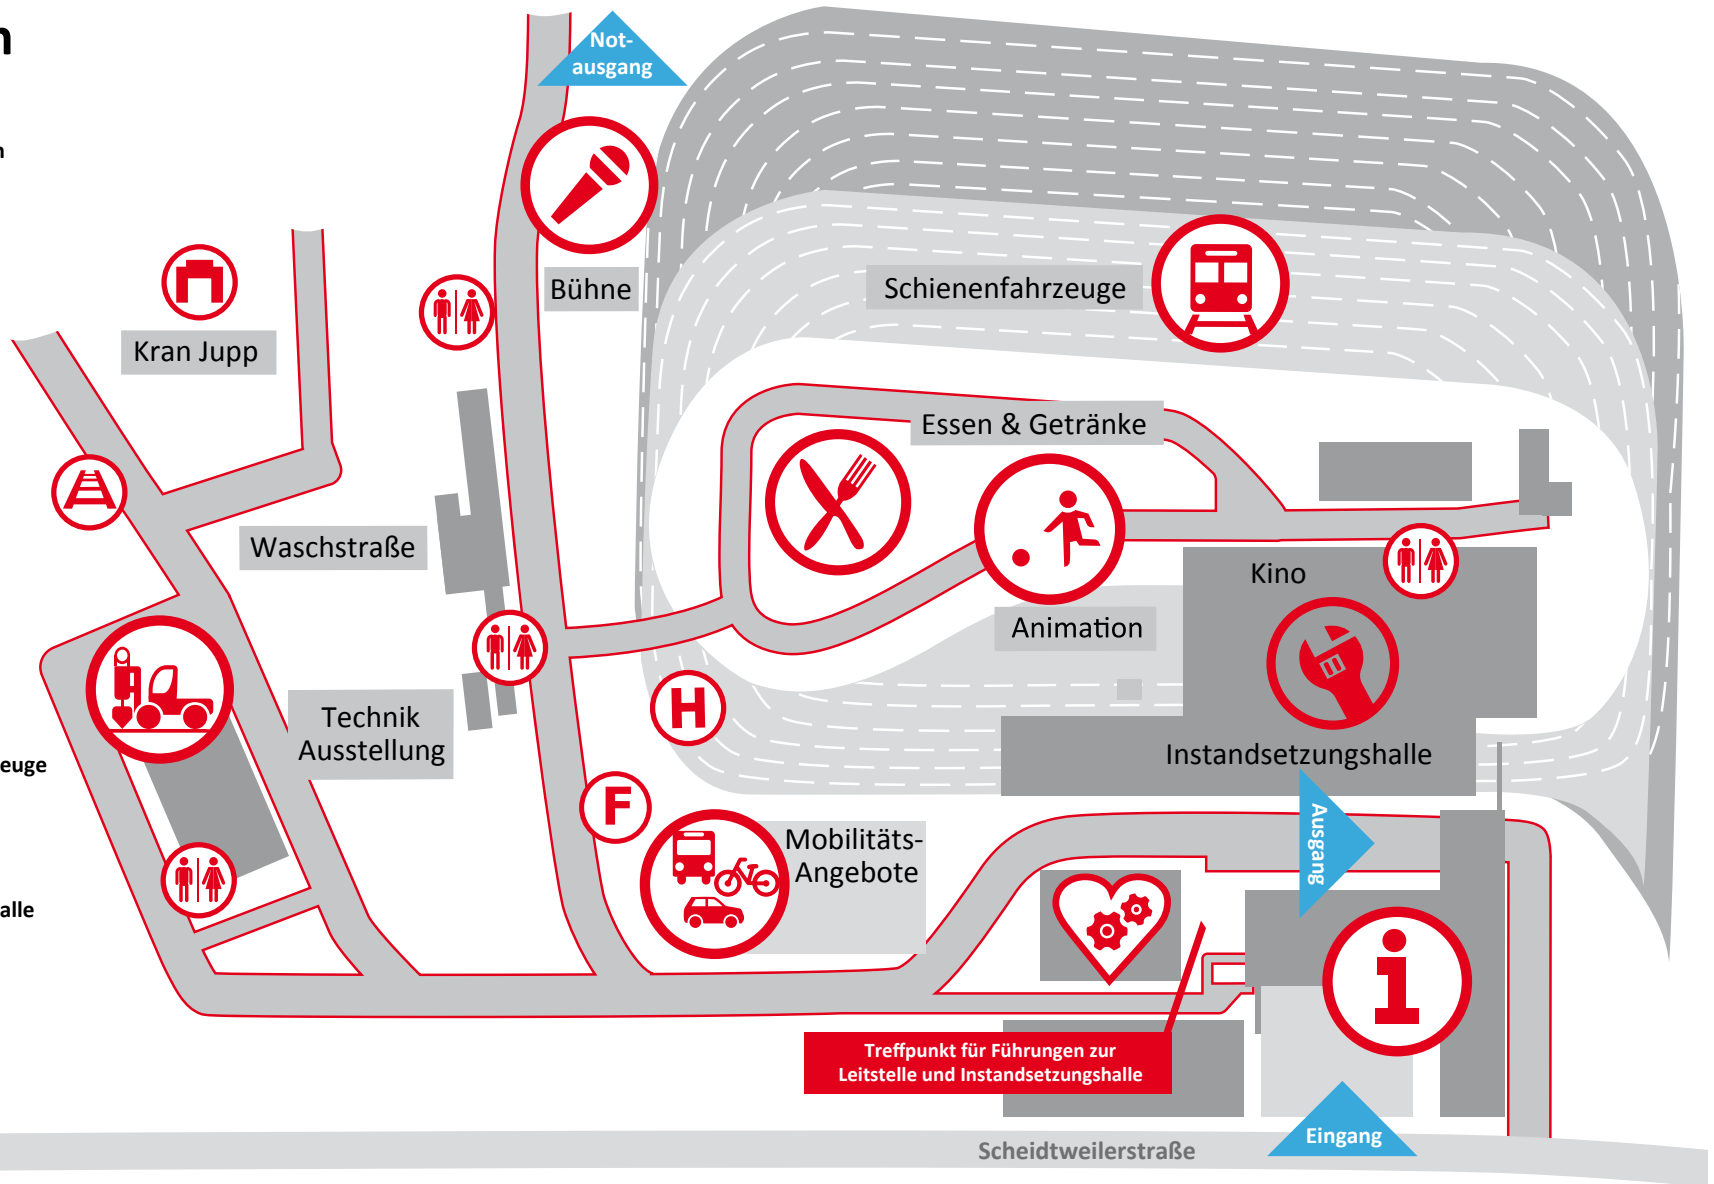 n
Not-
ausgang
n
Bühne
Schienenfahrzeuge
Kran Jupp
Essen & Getränke
Waschstraße
Kino
Animation
H
Technik
Ausstellung
Instandsetzungshalle
euge
F
Ausgang
Mobilitäts-
Angebote
alle
i
Treffpunkt für Führungen zur
Leitstelle und Instandsetzungshalle
Eingang
Scheidtweilerstraße